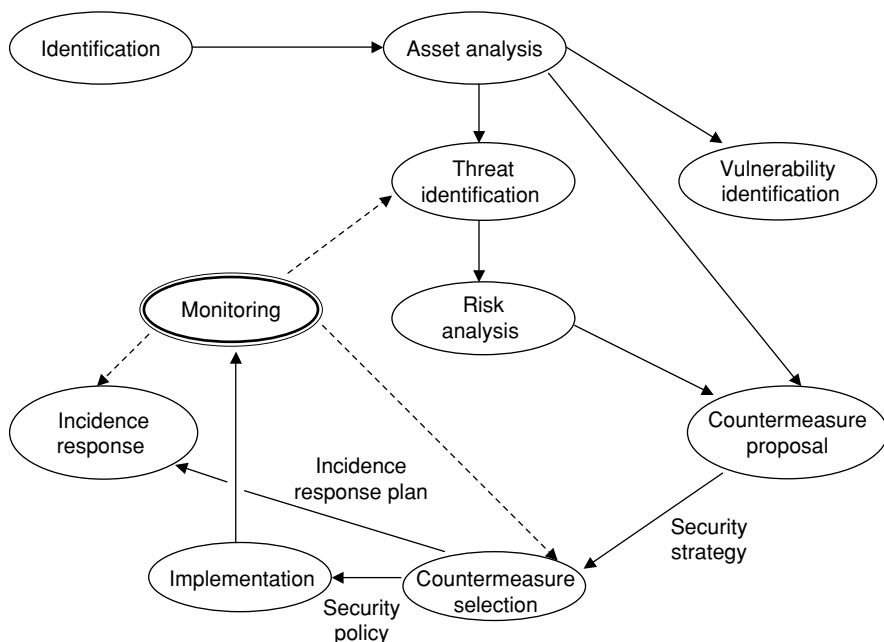 Identification
Asset analysis
Threat
identification
Vulnerability
identification
Monitoring
Risk
analysis
Incidence
response
Countermeasure
proposal
Incidence
response plan
Security
strategy
Implementation
Countermeasure
selection
Security
policy